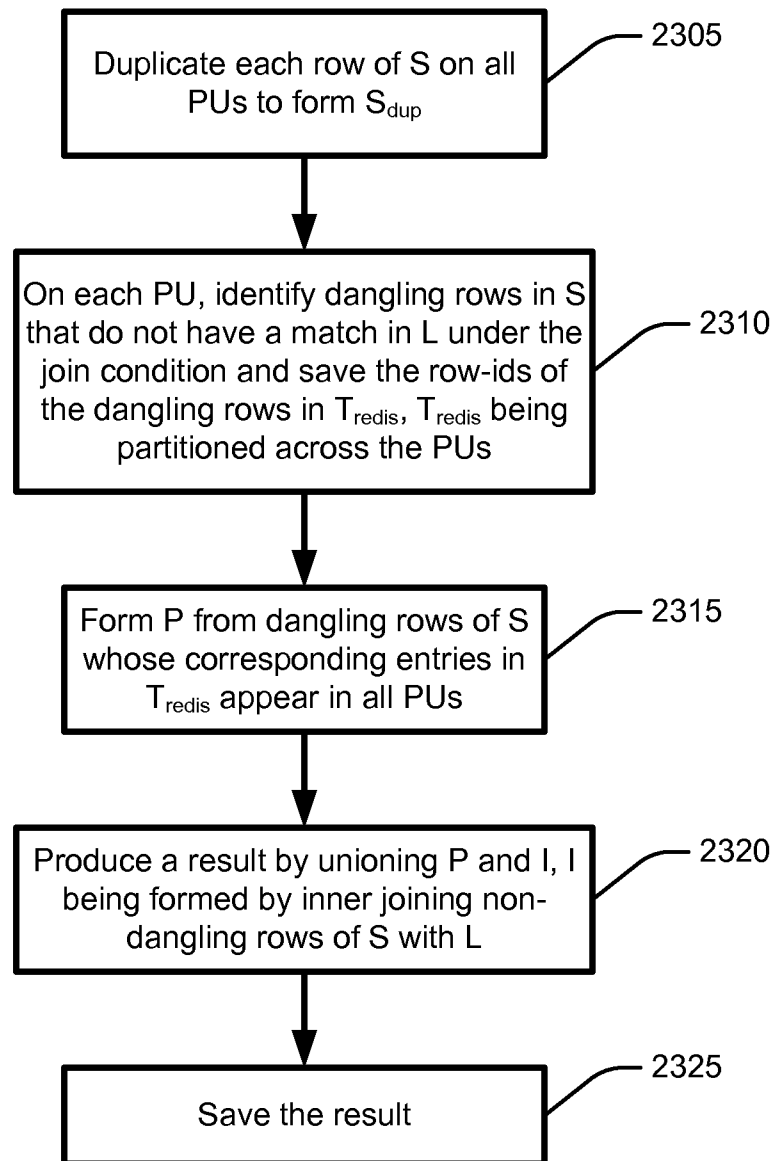 Duplicate each row of S on all
PUs to form Sdup
2305
On each PU, identify dangling rows in S
that do not have a match in L under the
join condition and save the row-ids of
the dangling rows in Tredis, Tredis being
partitioned across the PUs
2310
Form P from dangling rows of S
whose corresponding entries in
Tredis appear in all PUs
2315
Produce a result by unioning P and I, I
being formed by inner joining non-
dangling rows of S with L
2320
Save the result
2325